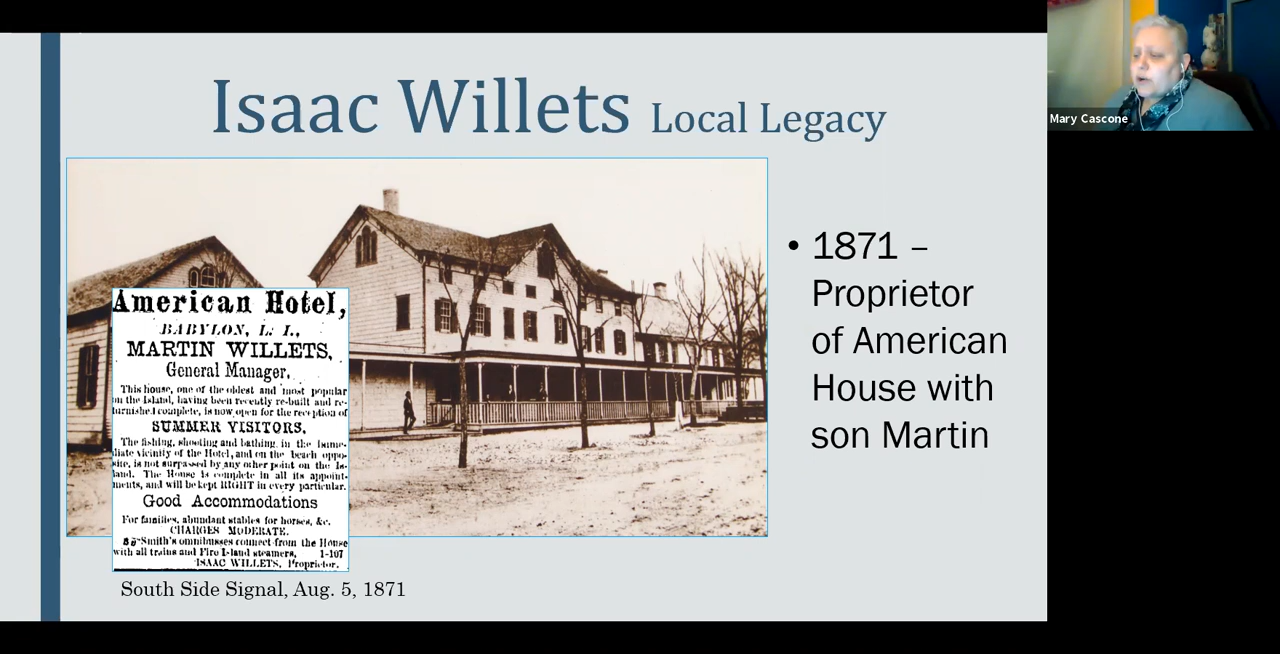 Isaac Willets Local Legacy
Mary Cascone
• 1871 –
Proprietor
of American
House with
son Martin
American Hotel,
BABYLON, L. I.,
MARTIN WILLETS,
General Manager.
This house, one of the oldest and most popular
on the Island, having been recently re-built and re-
furnished complete, is now open for the reception of
SUMMER VISITORS.
The fishing, shooting and bathing, in the imme-
diate vicinity of the Hotel, and on the beach oppo-
site, is not surpassed by any other point on the Is-
land. The House is complete in all its appoint-
ments, and will be kept RIGHT in every particular.
Good Accommodations
For families, abundant stables for horses, &c.
CHARGES MODERATE.
Smith's omnibusses connect from the House
with all trains and Fire Island steamers. 1-107
ISAAC WILLETS, Proprietor.
South Side Signal, Aug. 5, 1871